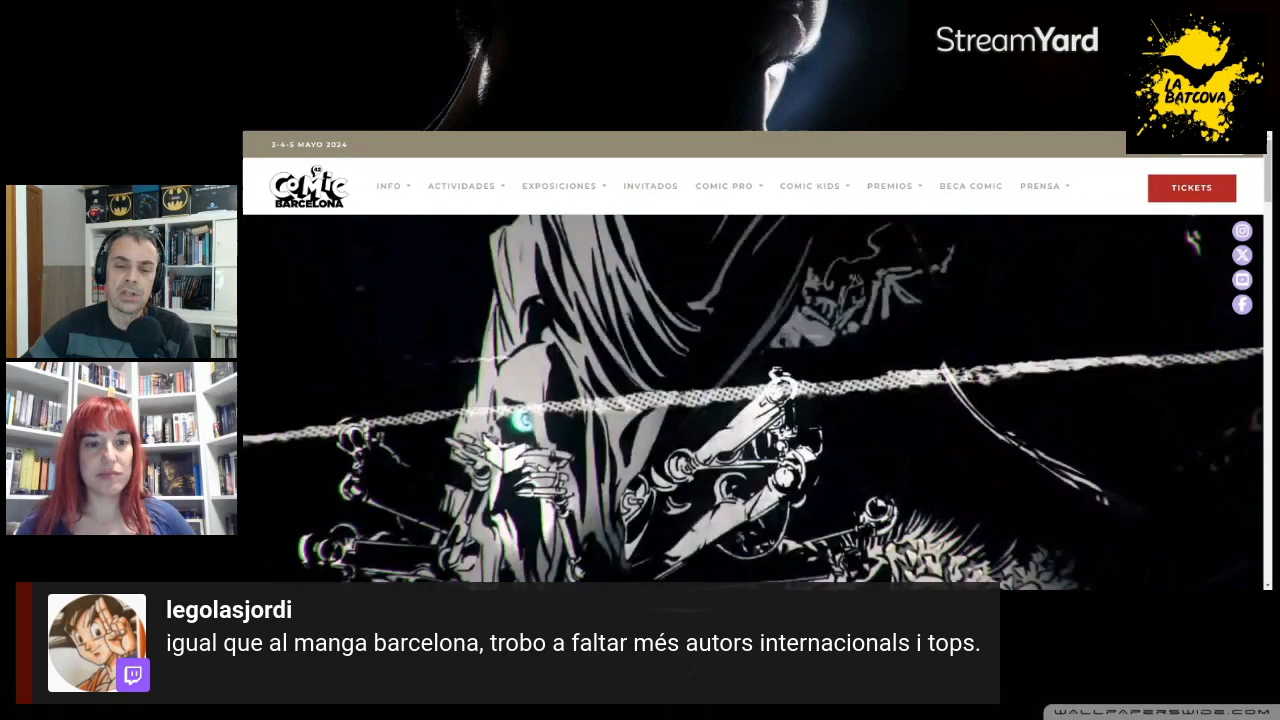 StreamYard
LA
BATCOVA
3-4-5 MAYO 2024
42
COMIC
BARCELONA
INFO
ACTIVIDADES
EXPOSICIONES
INVITADOS
COMIC PRO
COMIC KIDS
PREMIOS
BECA COMIC
PRENSA
TICKETS
legolasjordi
igual que al manga barcelona, trobo a faltar més autors internacionals i tops.
WALLPAPERSWIDE.COM